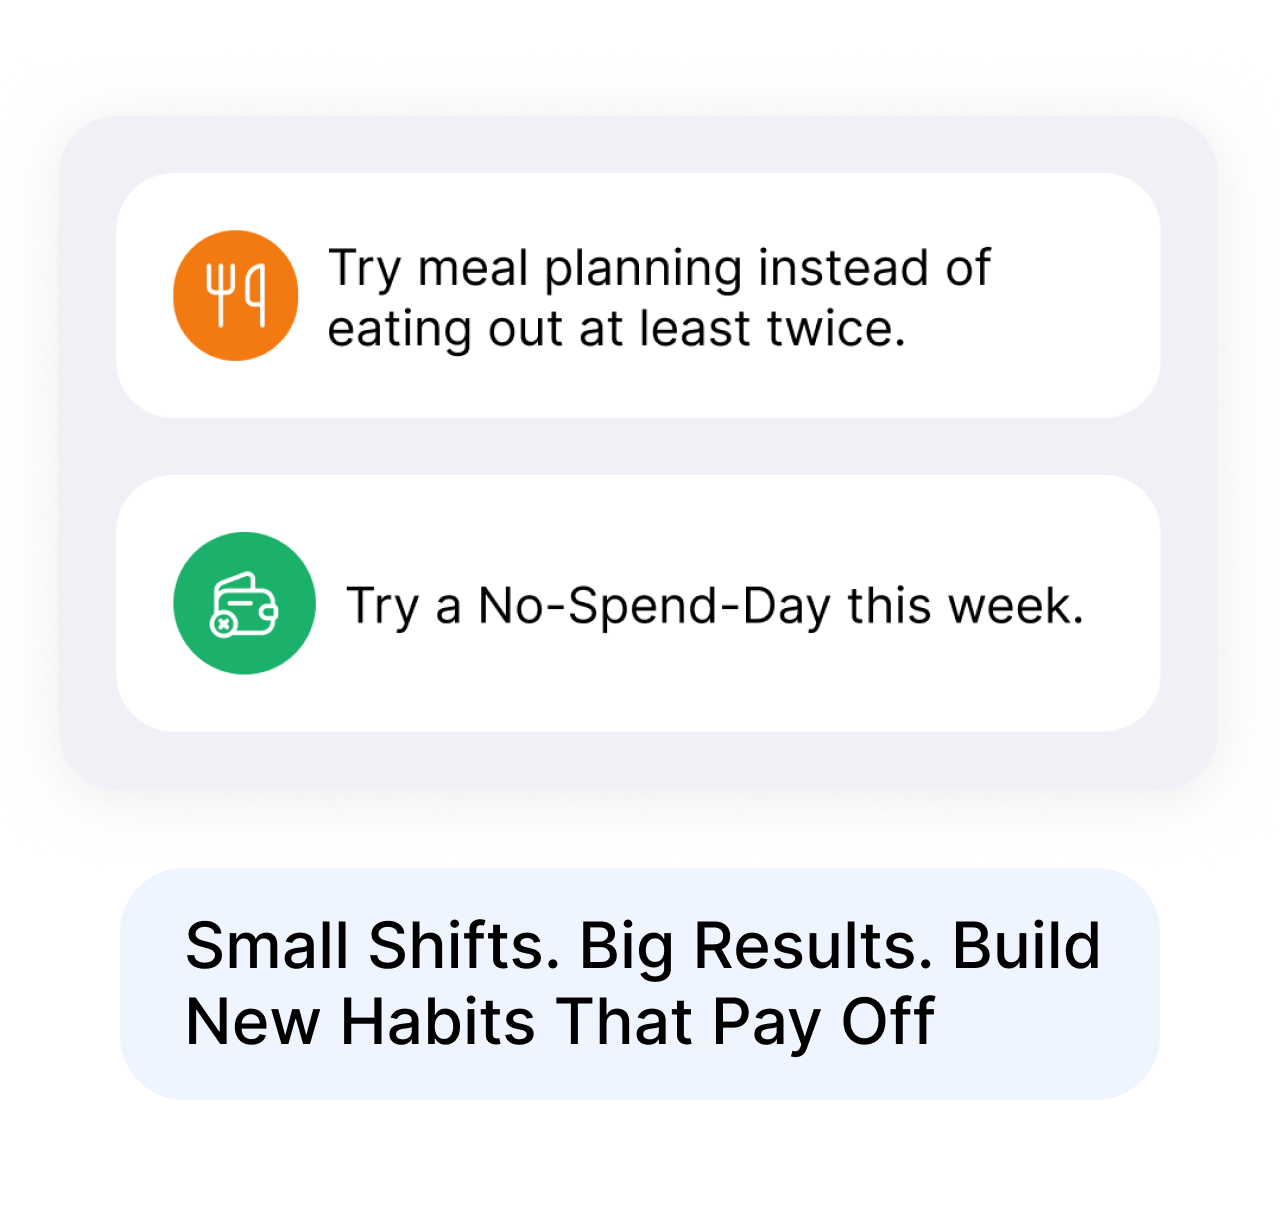 Try meal planning instead of
eating out at least twice.
Try a No-Spend-Day this week.
Small Shifts. Big Results. Build
New Habits That Pay Off